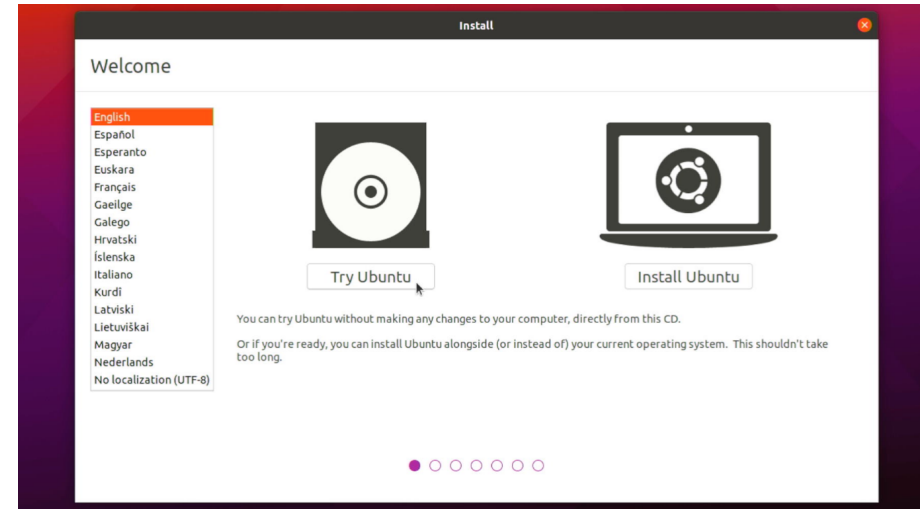 Install
Welcome
English
Español
Esperanto
Euskara
Français
Gaeilge
Galego
Hrvatski
Íslenska
Italiano
Kurdî
Latviski
Lietuviškai
Magyar
Nederlands
No localization (UTF-8)
Try Ubuntu
Install Ubuntu
You can try Ubuntu without making any changes to your computer, directly from this CD.
Or if you're ready, you can install Ubuntu alongside (or instead of) your current operating system. This shouldn't take
too long.